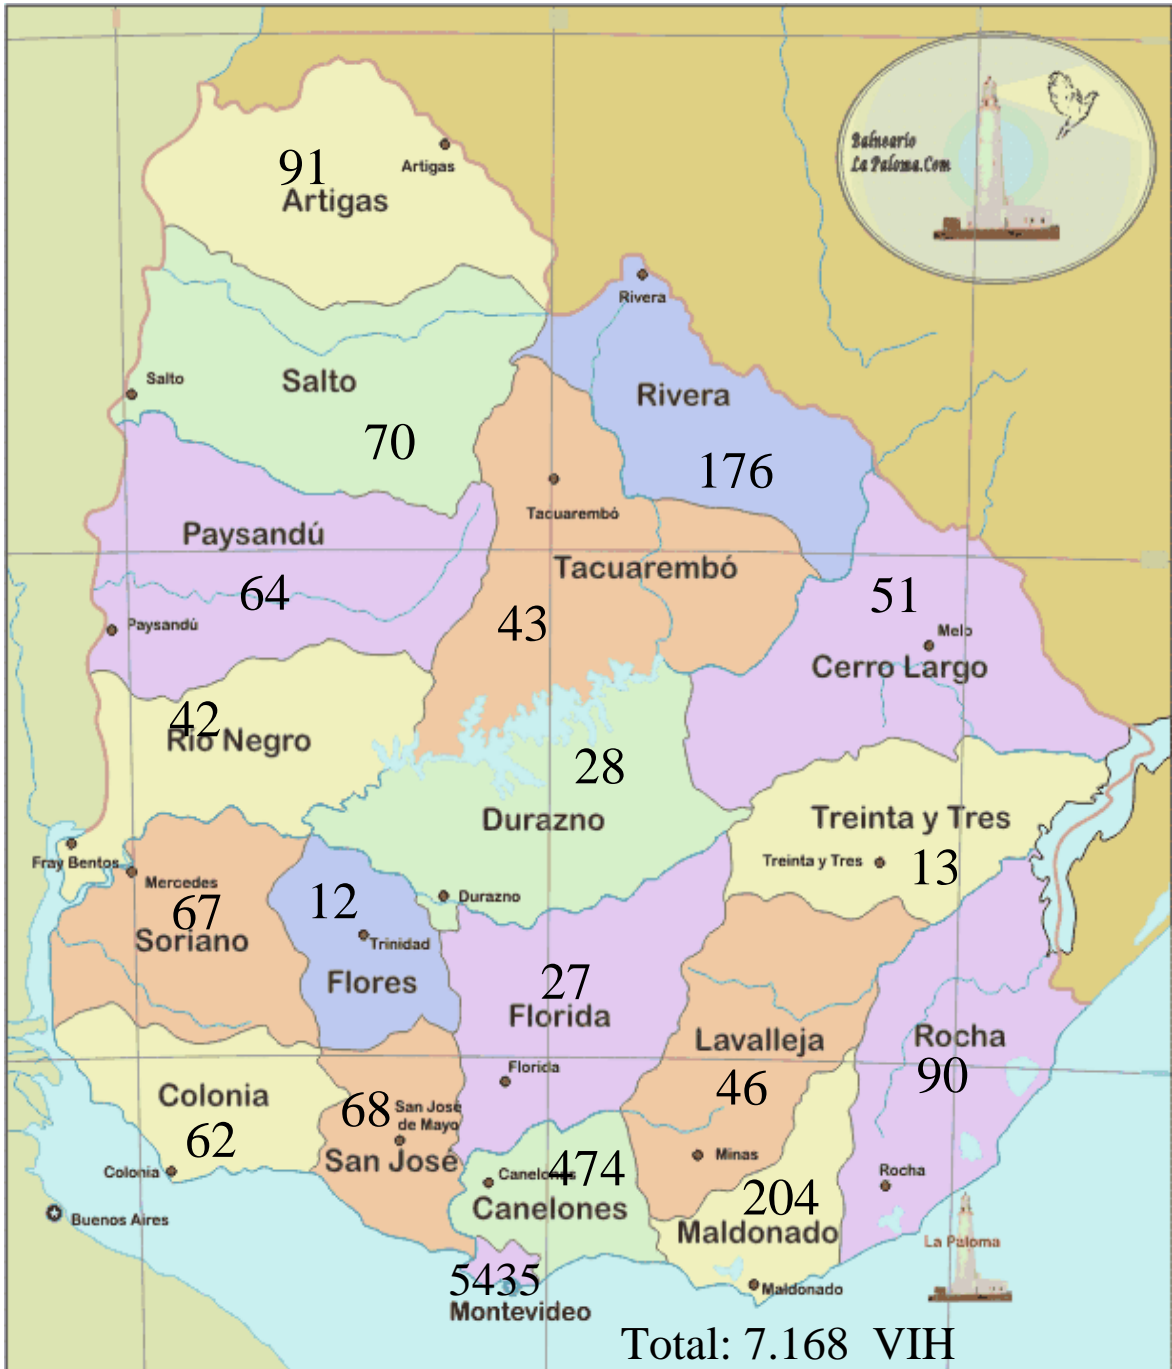 Balneario
La Paloma.Com
91
Artigas
Artigas
Rivera
Salto
Salto
Rivera
70
176
Tacuarembó
Paysandú
Tacuarembó
64
51
43
Paysandú
Melo
Cerro Largo
42
Río Negro
28
Durazno
Treinta y Tres
Fray Bentos
Treinta y Tres
13
Mercedes
Durazno
67
12
Soriano
Trinidad
Flores
27
Florida
Lavalleja
Rocha
Florida
90
Colonia
46
68
San José
de Mayo
62
San José
Minas
Colonia
Canelones
474
Rocha
204
Canelones
Buenos Aires
Maldonado
La Paloma
5435
Maldonado
Montevideo
Total: 7.168 VIH